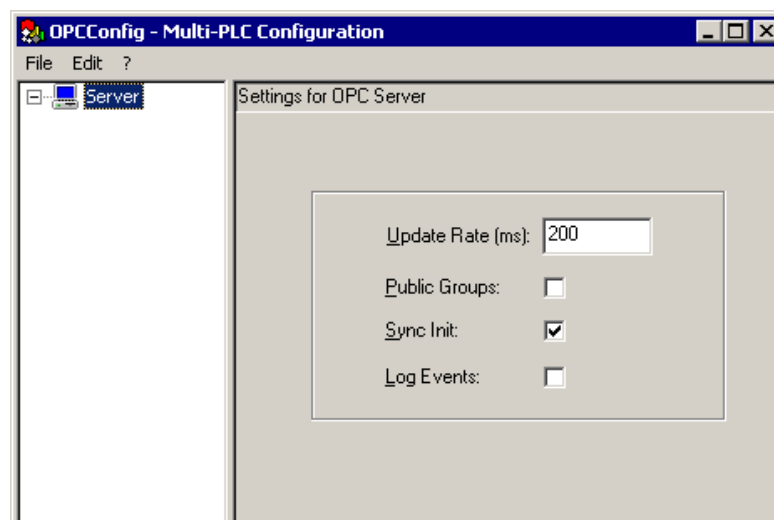 OPCConfig - Multi-PLC Configuration
File Edit ?
Server
Settings for OPC Server
Update Rate (ms): 200
Public Groups:
Sync Init:
Log Events: